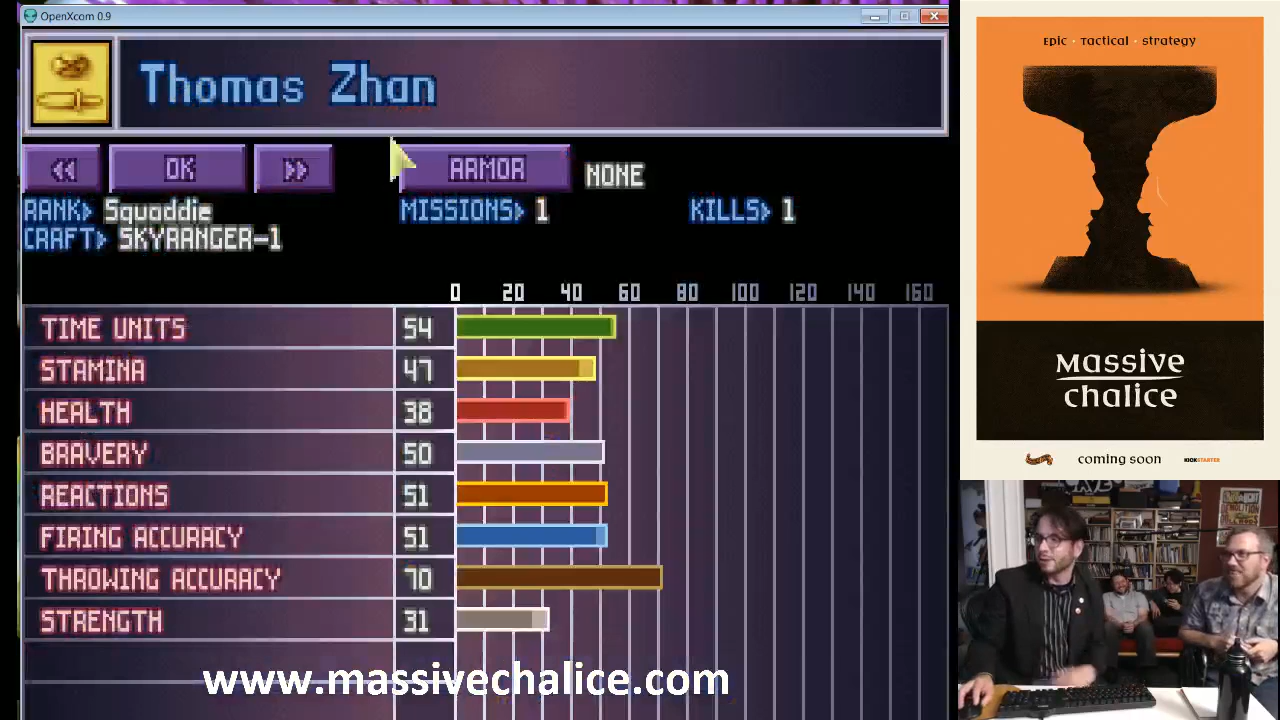 OpenXcom 0.9
Thomas Zhan
OK
ARMOR
NONE
RANK> Squaddie
MISSIONS> 1
KILLS> 1
CRAFT> SKYRANGER-1
0 20 40 60 80 100 120 140 160
TIME UNITS 54
STAMINA 47
HEALTH 38
BRAVERY 50
REACTIONS 51
FIRING ACCURACY 51
THROWING ACCURACY 70
STRENGTH 31
www.massivechalice.com
Epic · Tactical · Strategy
Massive
chalice
coming soon
KICKSTARTER